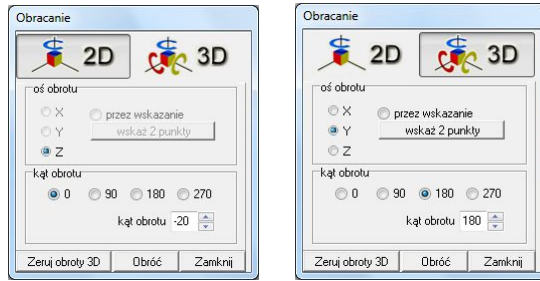 Obracanie
2D 3D
oś obrotu
X przez wskazanie
Y wskaż 2 punkty
Z
kąt obrotu
0 90 180 270
kąt obrotu -20
Zeruj obroty 3D Obróć Zamknij
Obracanie
2D 3D
oś obrotu
X przez wskazanie
Y wskaż 2 punkty
Z
kąt obrotu
0 90 180 270
kąt obrotu 180
Zeruj obroty 3D Obróć Zamknij